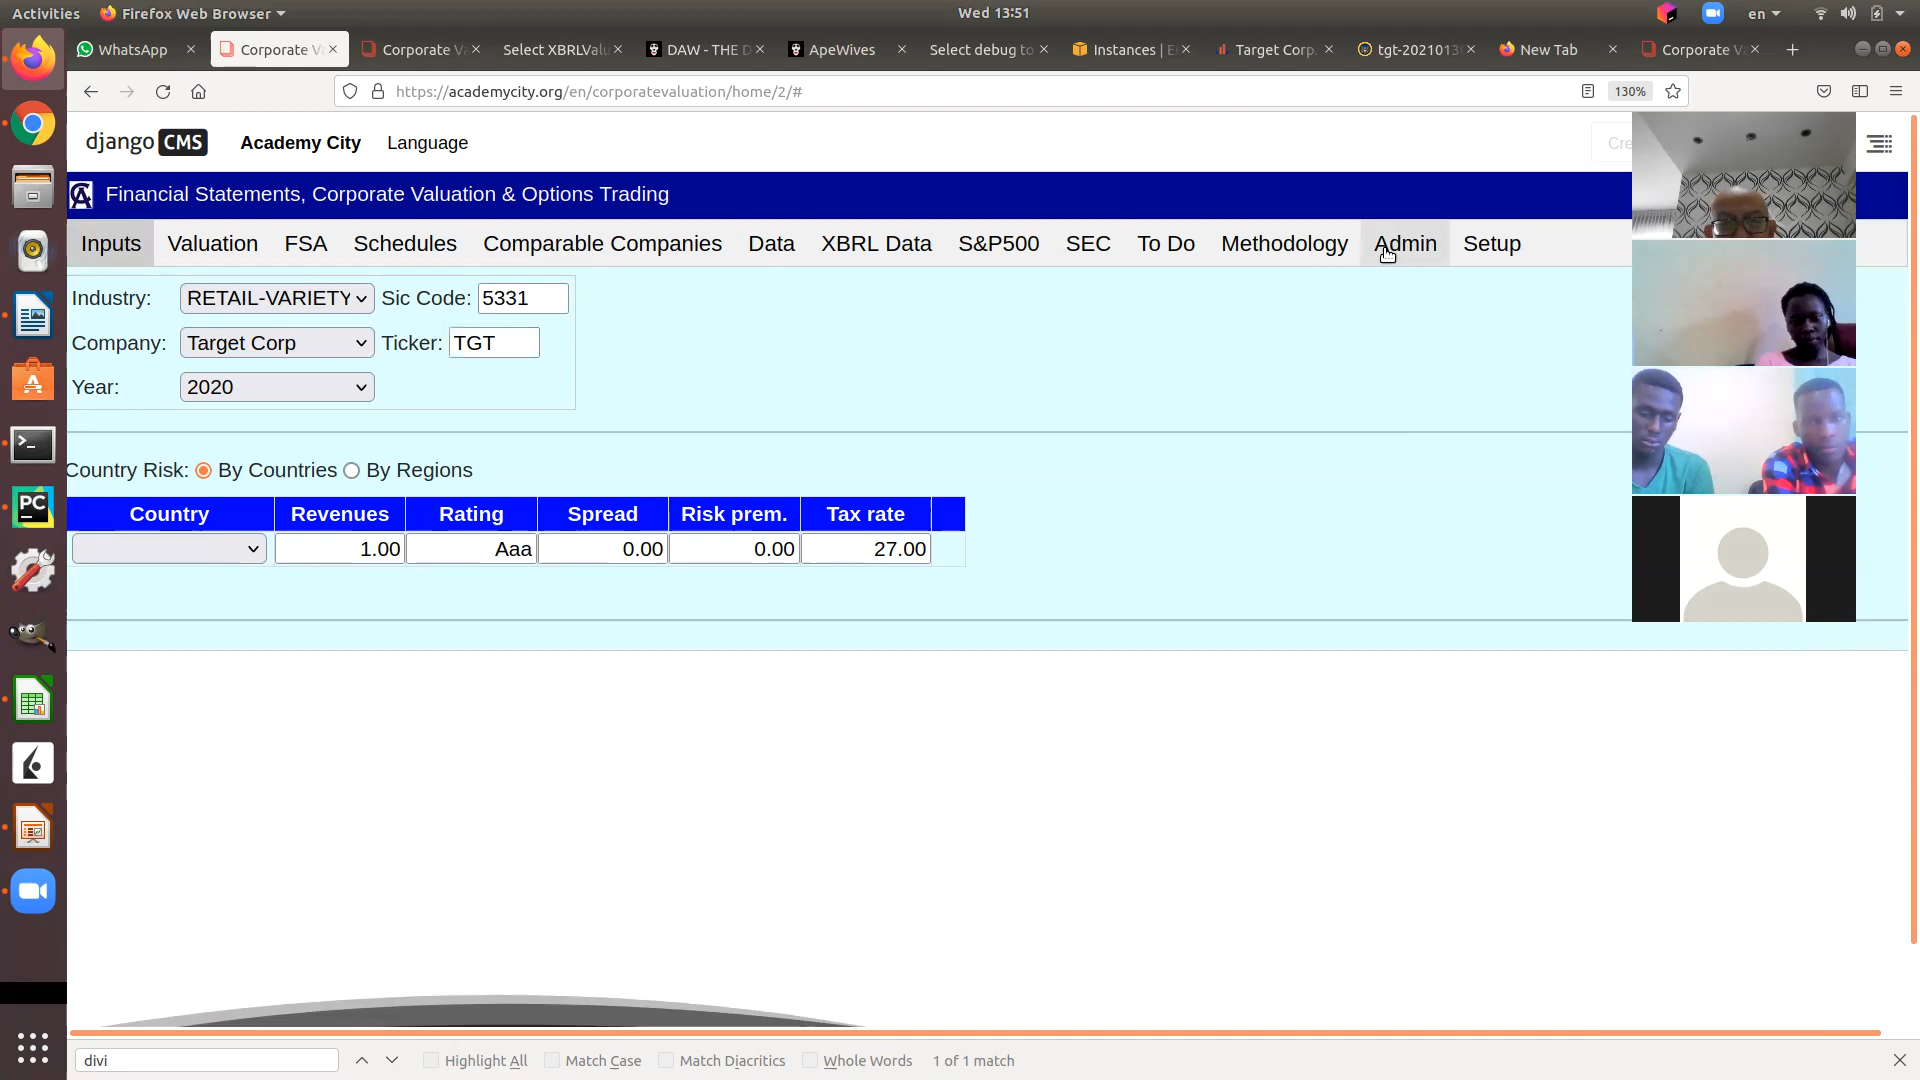 Activities Firefox Web Browser Wed 13:51 en
WhatsApp Corporate V Corporate Va Select XBRLValu DAW - THE D ApeWives Select debug to Instances | E Target Corp. tgt-2021013 New Tab Corporate Va
https://academycity.org/en/corporatevaluation/home/2/# 130%
django CMS Academy City Language Cre
CA Financial Statements, Corporate Valuation & Options Trading
Inputs Valuation FSA Schedules Comparable Companies Data XBRL Data S&P500 SEC To Do Methodology Admin Setup
Industry: RETAIL-VARIETY Sic Code: 5331
Company: Target Corp Ticker: TGT
Year: 2020
Country Risk: By Countries By Regions
Country Revenues Rating Spread Risk prem. Tax rate
1.00 Aaa 0.00 0.00 27.00
PC
divi Highlight All Match Case Match Diacritics Whole Words 1 of 1 match